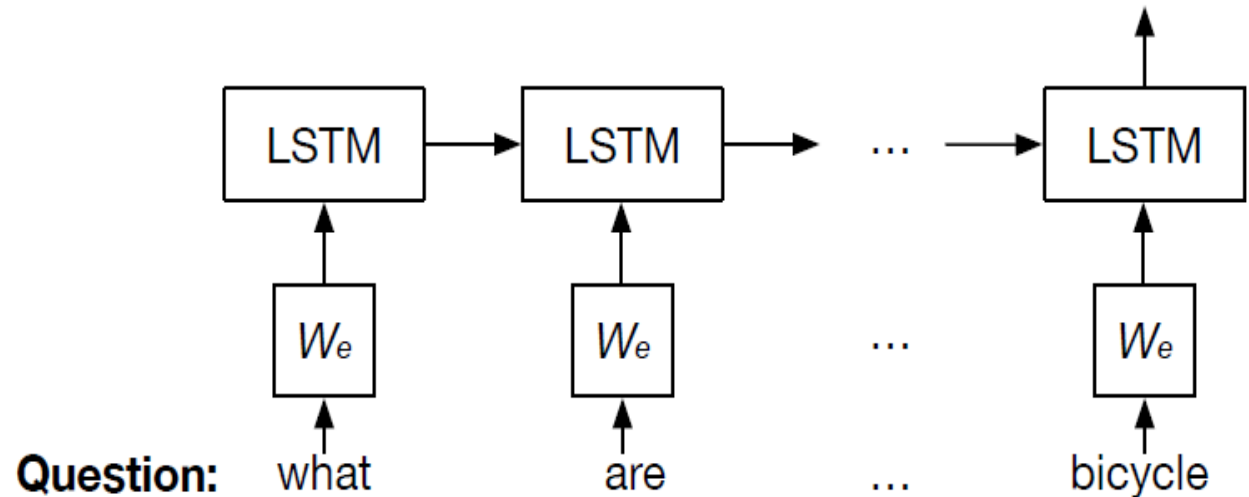 LSTM LSTM ... LSTM
We We ... We
Question: what are ... bicycle